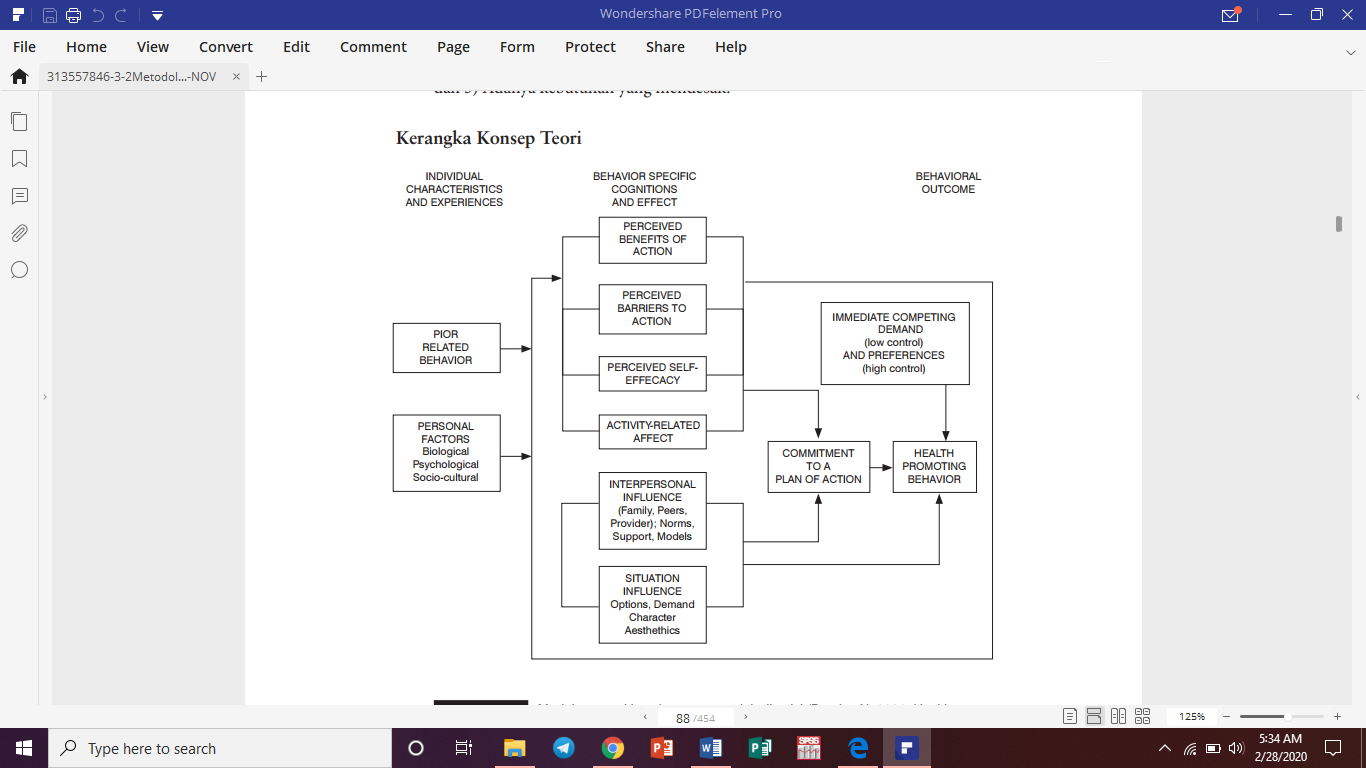 Wondershare PDFelement Pro
File Home View Convert Edit Comment Page Form Protect Share Help
313557846-3-2Metodol...-NOV
Kerangka Konsep Teori
INDIVIDUAL
CHARACTERISTICS
AND EXPERIENCES
BEHAVIOR SPECIFIC
COGNITIONS
AND EFFECT
BEHAVIORAL
OUTCOME
PERCEIVED
BENEFITS OF
ACTION
PERCEIVED
BARRIERS TO
ACTION
IMMEDIATE COMPETING
DEMAND
(low control)
AND PREFERENCES
(high control)
PIOR
RELATED
BEHAVIOR
PERCEIVED SELF-
EFFECACY
PERSONAL
FACTORS
Biological
Psychological
Socio-cultural
ACTIVITY-RELATED
AFFECT
COMMITMENT
TO A
PLAN OF ACTION
HEALTH
PROMOTING
BEHAVIOR
INTERPERSONAL
INFLUENCE
(Family, Peers,
Provider); Norms,
Support, Models
SITUATION
INFLUENCE
Options, Demand
Character
Aesthethics
88 /454
125%
Type here to search
SPSS
5:34 AM
2/28/2020